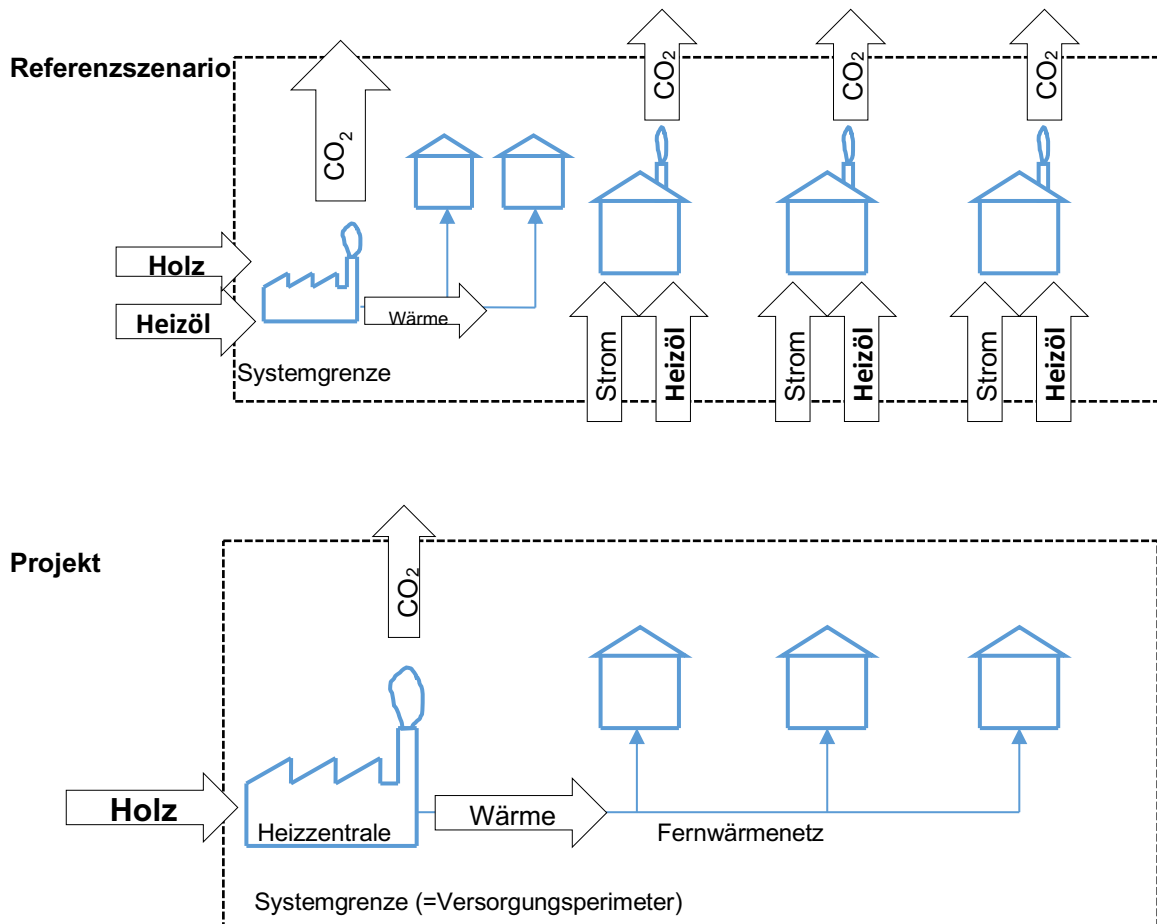 Referenzszenario
CO₂
CO₂
CO₂
CO₂
Holz
Heizöl
Wärme
Systemgrenze
Strom
Heizöl
Strom
Heizöl
Strom
Heizöl
Projekt
CO₂
Holz
Heizzentrale
Wärme
Fernwärmenetz
Systemgrenze (=Versorgungsperimeter)